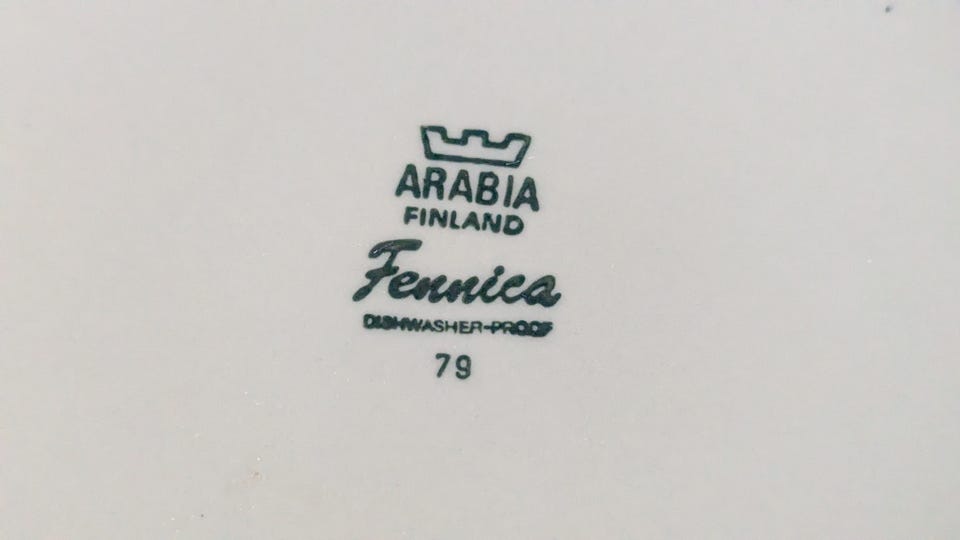 ARABIA
FINLAND
Fennica
DISHWASHER-PROOF
79